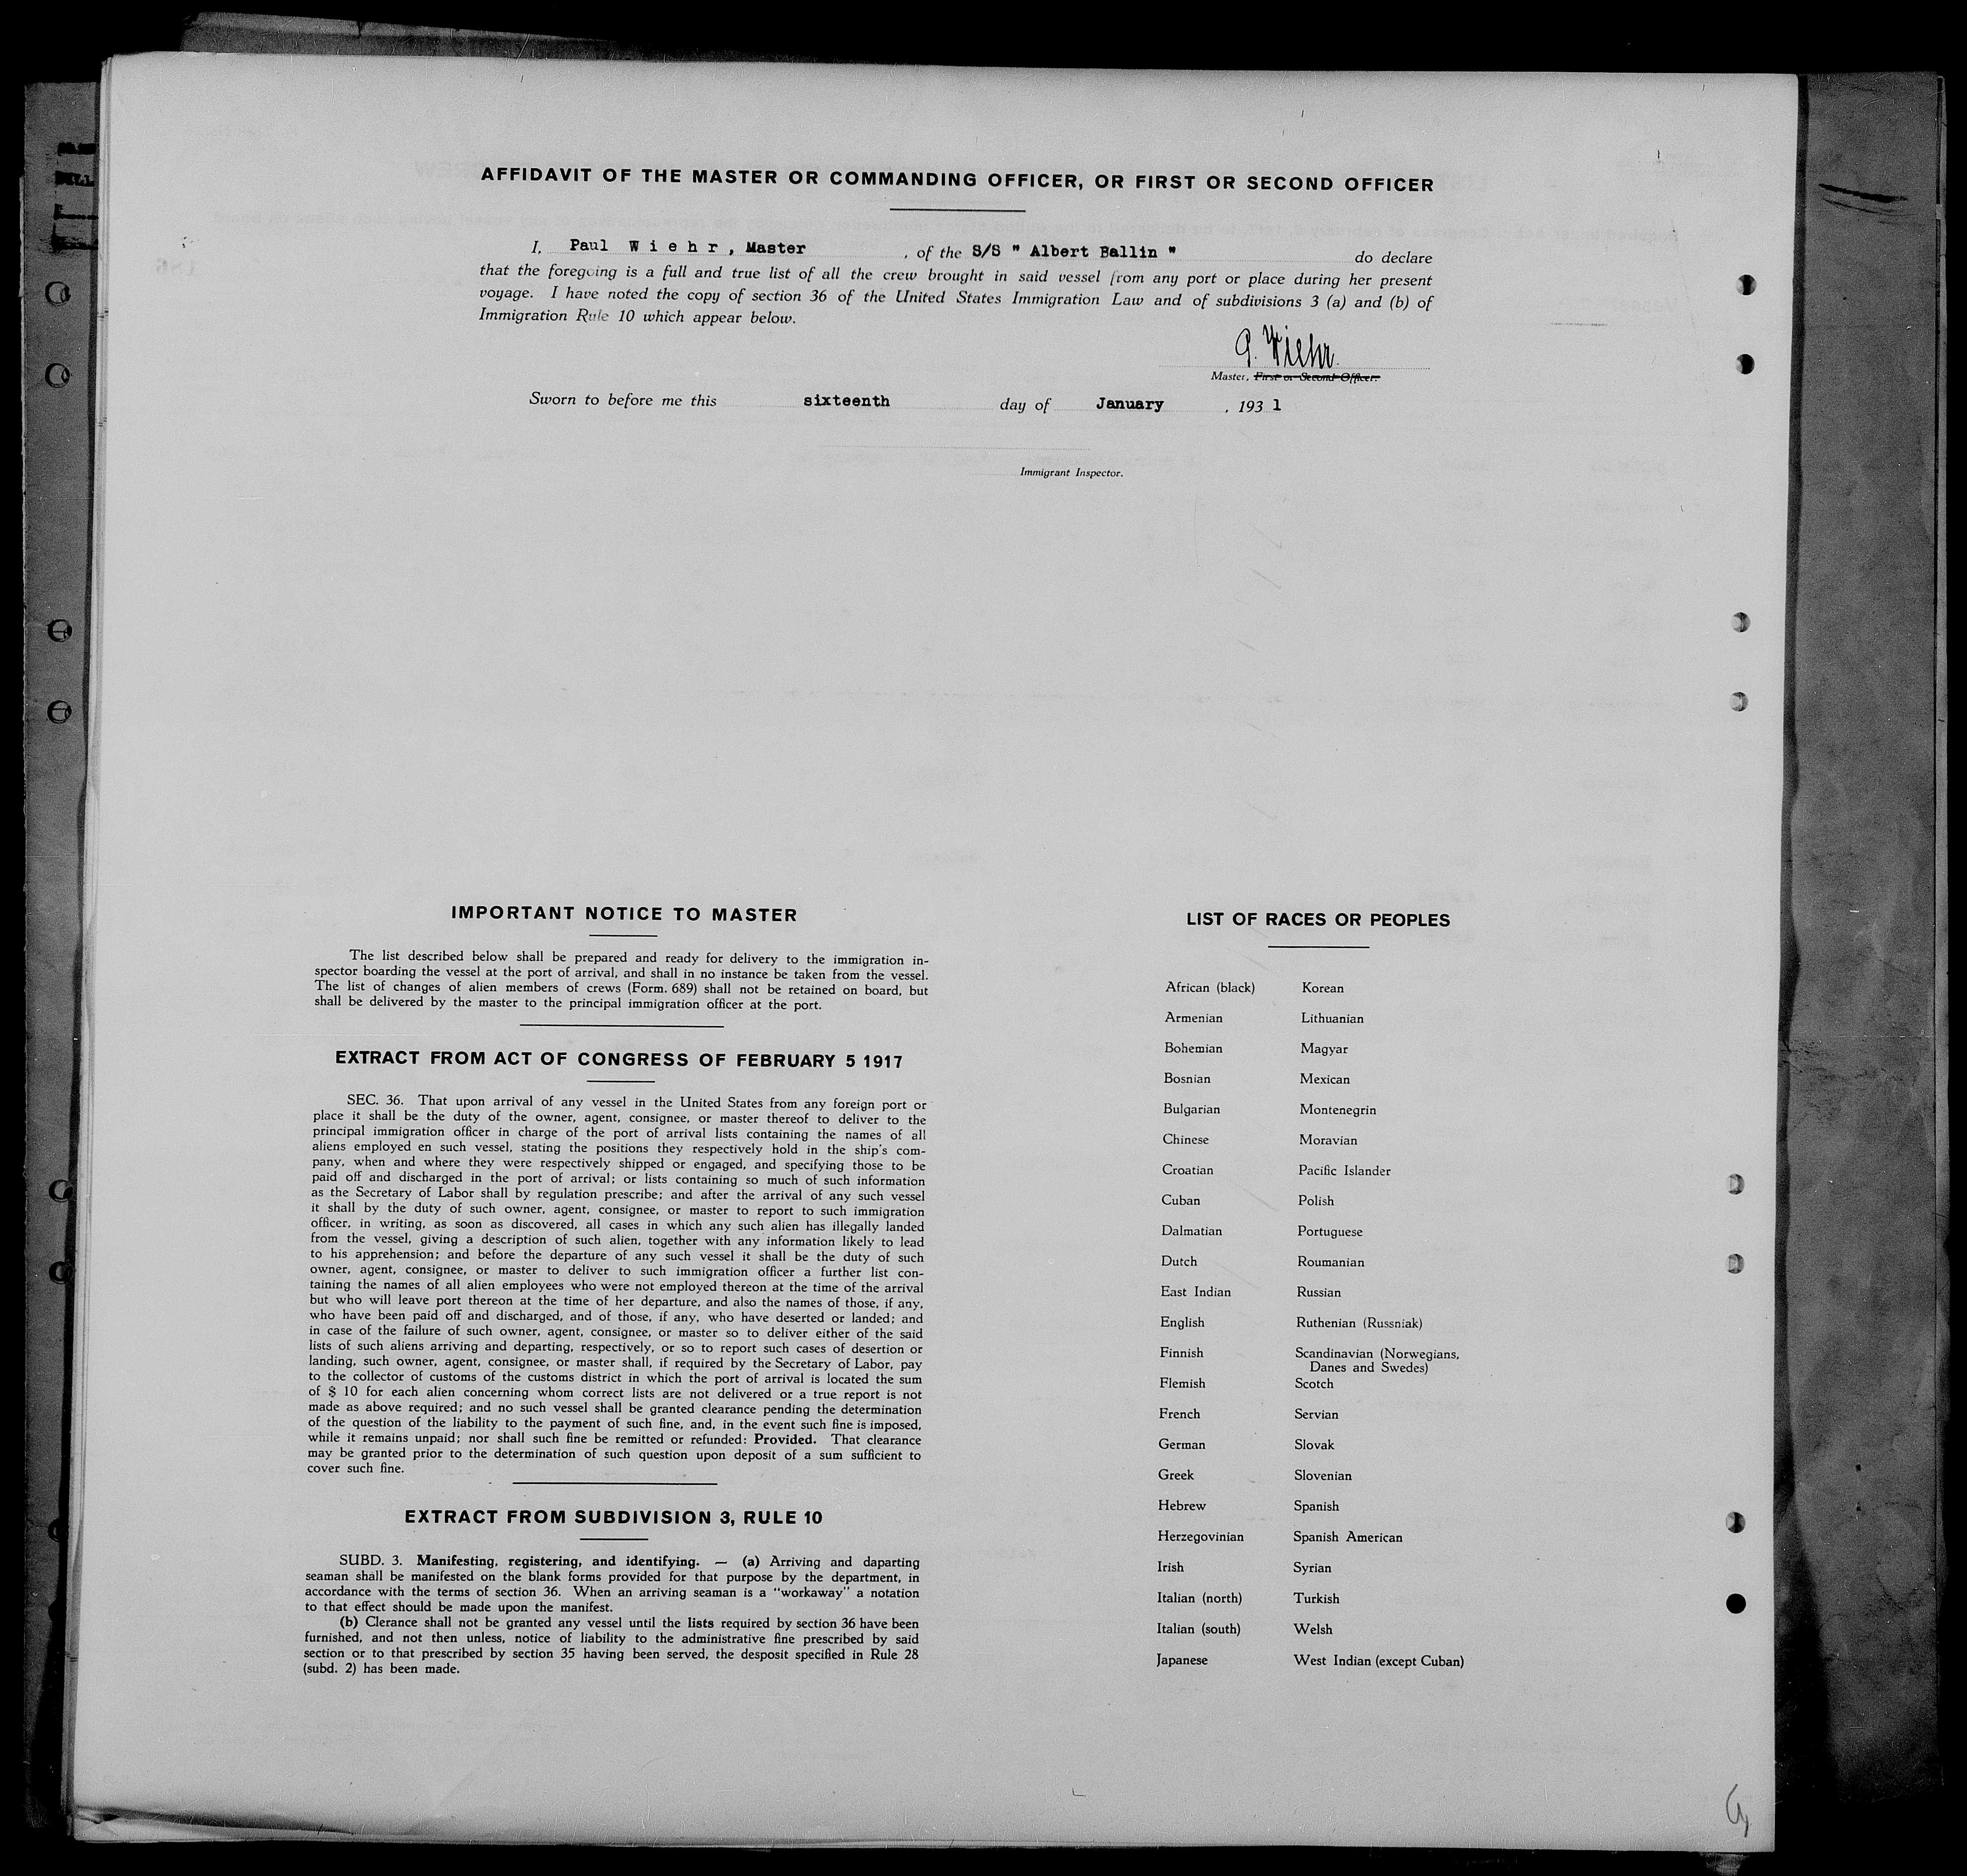 AFFIDAVIT OF THE MASTER OR COMMANDING OFFICER, OR FIRST OR SECOND OFFICER
I, Paul W i e h r , Master , of the S/S " Albert Ballin " do declare
that the foregoing is a full and true list of all the crew brought in said vessel from any port or place during her present
voyage. I have noted the copy of section 36 of the United States Immigration Law and of subdivisions 3 (a) and (b) of
Immigration Rule 10 which appear below.
P. Wiehr.
Master, First or Second Officer.
Sworn to before me this sixteenth day of January , 193 1
Immigrant Inspector.
IMPORTANT NOTICE TO MASTER
The list described below shall be prepared and ready for delivery to the immigration in-
spector boarding the vessel at the port of arrival, and shall in no instance be taken from the vessel.
The list of changes of alien members of crews (Form. 689) shall not be retained on board, but
shall be delivered by the master to the principal immigration officer at the port.
EXTRACT FROM ACT OF CONGRESS OF FEBRUARY 5 1917
SEC. 36. That upon arrival of any vessel in the United States from any foreign port or
place it shall be the duty of the owner, agent, consignee, or master thereof to deliver to the
principal immigration officer in charge of the port of arrival lists containing the names of all
aliens employed en such vessel, stating the positions they respectively hold in the ship's com-
pany, when and where they were respectively shipped or engaged, and specifying those to be
paid off and discharged in the port of arrival; or lists containing so much of such information
as the Secretary of Labor shall by regulation prescribe; and after the arrival of any such vessel
it shall by the duty of such owner, agent, consignee, or master to report to such immigration
officer, in writing, as soon as discovered, all cases in which any such alien has illegally landed
from the vessel, giving a description of such alien, together with any information likely to lead
to his apprehension; and before the departure of any such vessel it shall be the duty of such
owner, agent, consignee, or master to deliver to such immigration officer a further list con-
taining the names of all alien employees who were not employed thereon at the time of the arrival
but who will leave port thereon at the time of her departure, and also the names of those, if any,
who have been paid off and discharged, and of those, if any, who have deserted or landed; and
in case of the failure of such owner, agent, consignee, or master so to deliver either of the said
lists of such aliens arriving and departing, respectively, or so to report such cases of desertion or
landing, such owner, agent, consignee, or master shall, if required by the Secretary of Labor, pay
to the collector of customs of the customs district in which the port of arrival is located the sum
of $ 10 for each alien concerning whom correct lists are not delivered or a true report is not
made as above required; and no such vessel shall be granted clearance pending the determination
of the question of the liability to the payment of such fine, and, in the event such fine is imposed,
while it remains unpaid; nor shall such fine be remitted or refunded: Provided. That clearance
may be granted prior to the determination of such question upon deposit of a sum sufficient to
cover such fine.
EXTRACT FROM SUBDIVISION 3, RULE 10
SUBD. 3. Manifesting, registering, and identifying. — (a) Arriving and daparting
seaman shall be manifested on the blank forms provided for that purpose by the department, in
accordance with the terms of section 36. When an arriving seaman is a "workaway" a notation
to that effect should be made upon the manifest.
(b) Clerance shall not be granted any vessel until the lists required by section 36 have been
furnished, and not then unless, notice of liability to the administrative fine prescribed by said
section or to that prescribed by section 35 having been served, the desposit specified in Rule 28
(subd. 2) has been made.
LIST OF RACES OR PEOPLES
African (black) Korean
Armenian Lithuanian
Bohemian Magyar
Bosnian Mexican
Bulgarian Montenegrin
Chinese Moravian
Croatian Pacific Islander
Cuban Polish
Dalmatian Portuguese
Dutch Roumanian
East Indian Russian
English Ruthenian (Russniak)
Finnish Scandinavian (Norwegians,
Danes and Swedes)
Flemish Scotch
French Servian
German Slovak
Greek Slovenian
Hebrew Spanish
Herzegovinian Spanish American
Irish Syrian
Italian (north) Turkish
Italian (south) Welsh
Japanese West Indian (except Cuban)